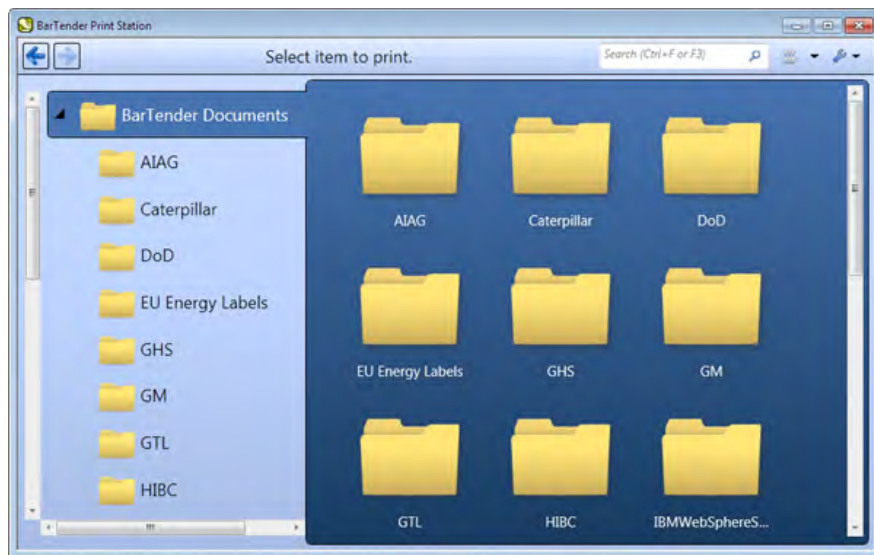 BarTender Print Station
Select item to print.
Search (Ctrl+F or F3)
BarTender Documents
AIAG
Caterpillar
DoD
EU Energy Labels
GHS
GM
GTL
HIBC
AIAG Caterpillar DoD
EU Energy Labels GHS GM
GTL HIBC IBMWebSphereS...